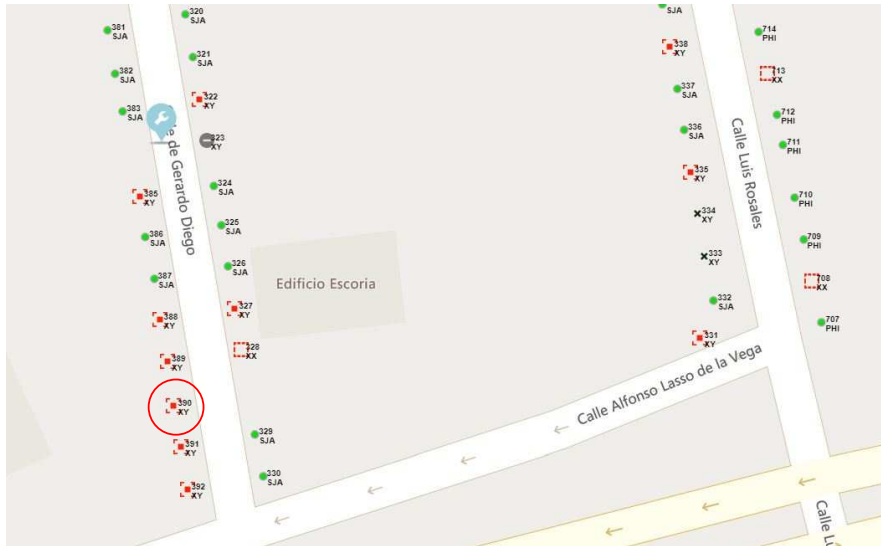 381
SJA
382
SJA
383
SJA
385
XY
386
SJA
387
SJA
388
XY
389
XY
390
XY
391
XY
392
XY
de Gerardo Diego
320
SJA
321
SJA
322
XY
323
XY
324
SJA
325
SJA
326
SJA
327
XY
328
XX
329
SJA
330
SJA
Edificio Escoria
SJA
338
XY
337
SJA
336
SJA
335
XY
334
XY
333
XY
332
SJA
331
XY
Calle Luis Rosales
714
PHI
713
XX
712
PHI
711
PHI
710
PHI
709
PHI
708
XX
707
PHI
Calle Alfonso Lasso de la Vega
Calle